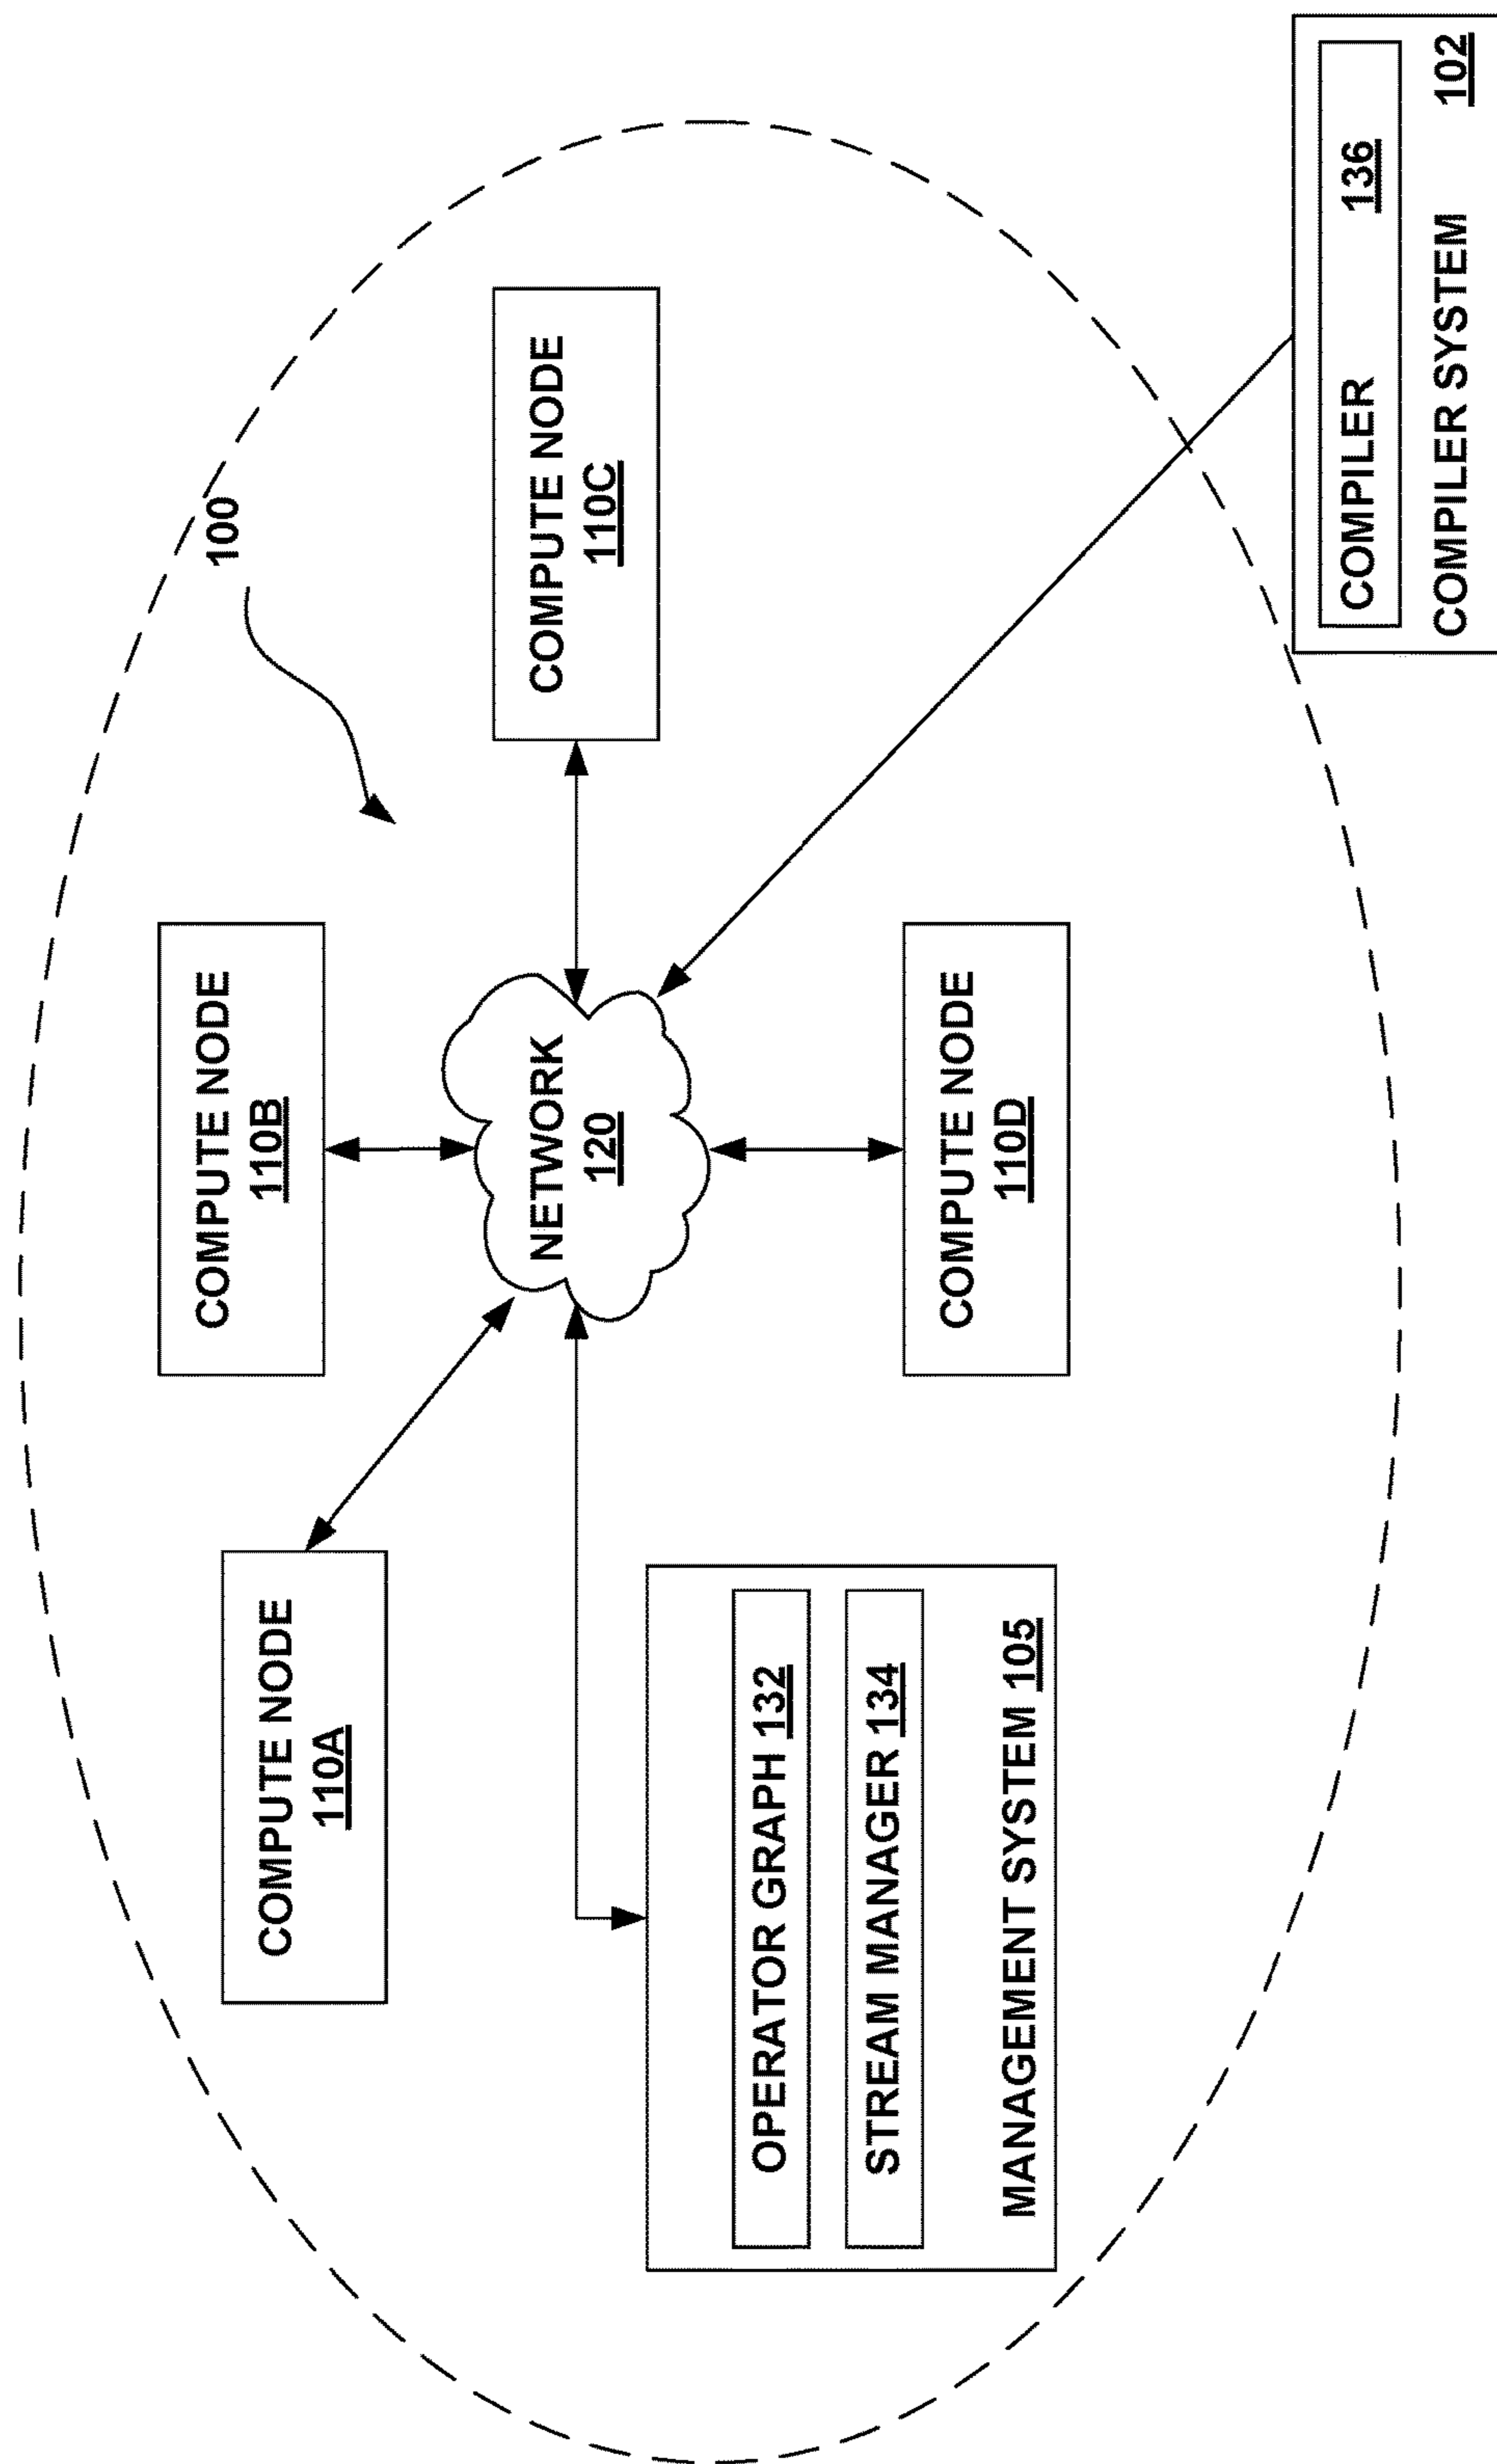 100
COMPUTE NODE
110B
COMPUTE NODE
110A
COMPUTE NODE
110C
NETWORK
120
OPERATOR GRAPH 132
STREAM MANAGER 134
MANAGEMENT SYSTEM 105
COMPUTE NODE
110D
COMPILER 136
COMPILER SYSTEM 102